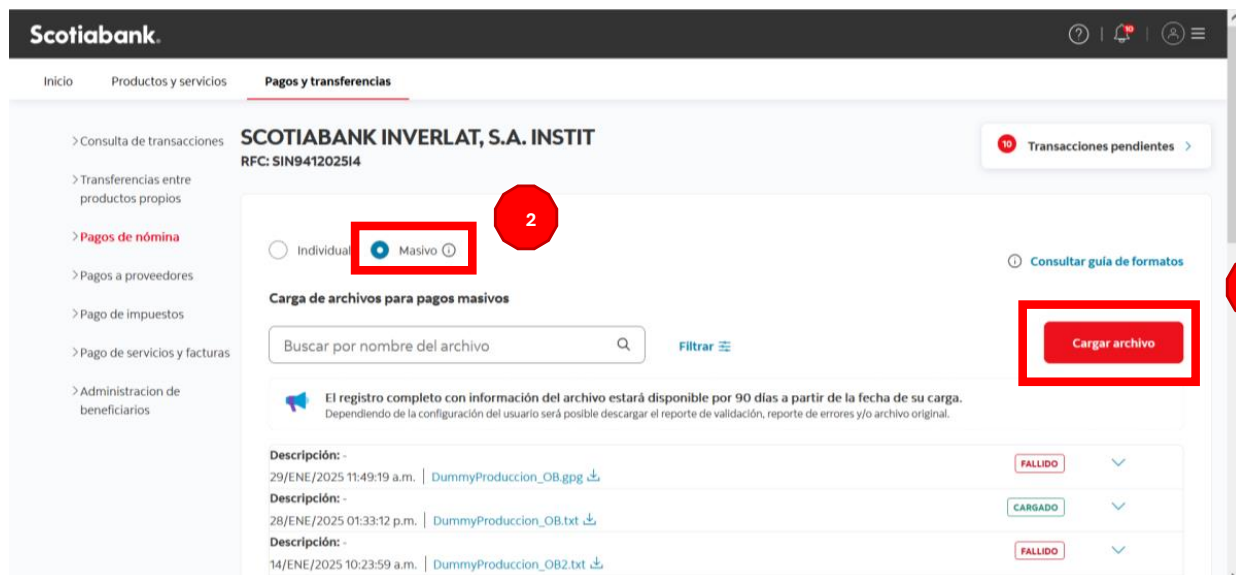 Scotiabank.
10
Inicio
Productos y servicios
Pagos y transferencias
> Consulta de transacciones
> Transferencias entre
productos propios
> Pagos de nómina
> Pagos a proveedores
> Pago de impuestos
> Pago de servicios y facturas
> Administracion de
beneficiarios
SCOTIABANK INVERLAT, S.A. INSTIT
RFC: SIN941202514
10 Transacciones pendientes >
2
Individual
Masivo
Consultar guía de formatos
Carga de archivos para pagos masivos
Buscar por nombre del archivo
Filtrar
Cargar archivo
El registro completo con información del archivo estará disponible por 90 días a partir de la fecha de su carga.
Dependiendo de la configuración del usuario será posible descargar el reporte de validación, reporte de errores y/o archivo original.
Descripción: -
29/ENE/2025 11:49:19 a.m. | DummyProduccion_OB.gpg
FALLIDO
Descripción: -
28/ENE/2025 01:33:12 p.m. | DummyProduccion_OB.txt
CARGADO
Descripción: -
14/ENE/2025 10:23:59 a.m. | DummyProduccion_OB2.txt
FALLIDO